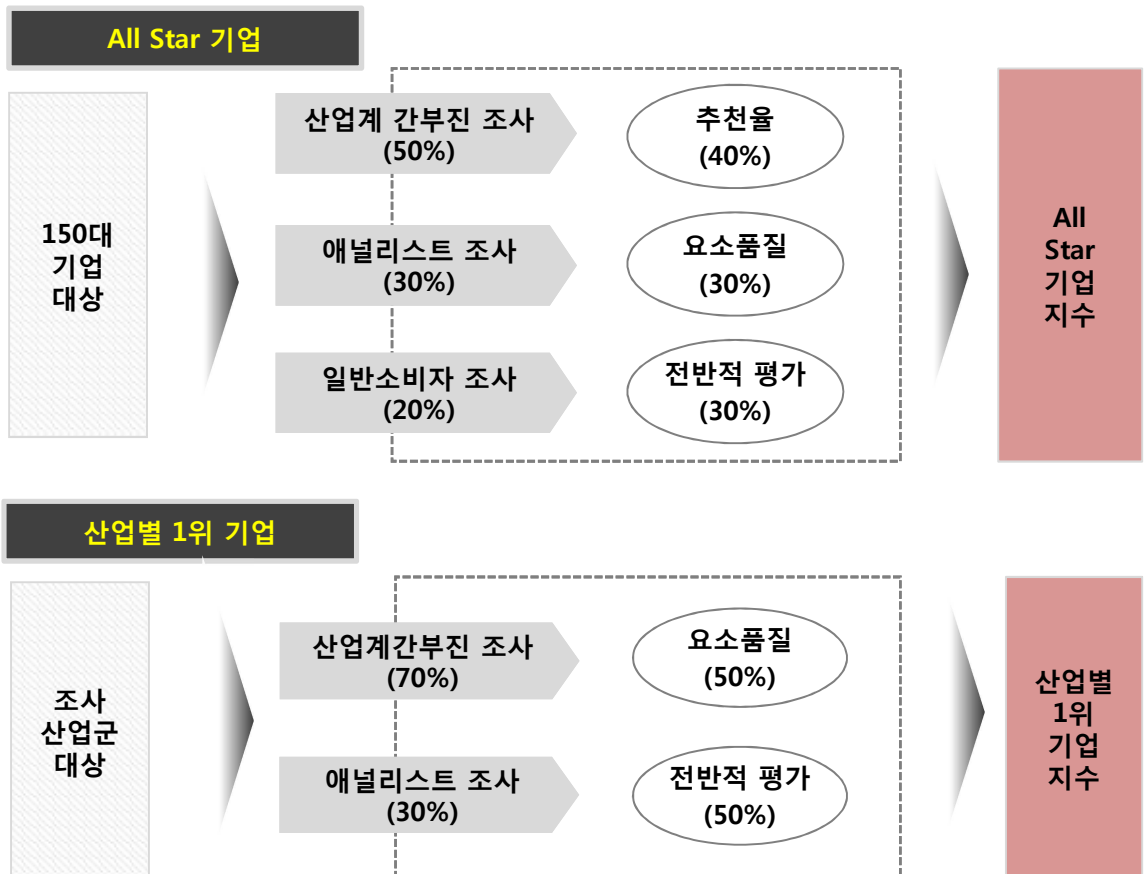 All Star 기업
150대
기업
대상
산업계 간부진 조사
(50%)
추천율
(40%)
애널리스트 조사
(30%)
요소품질
(30%)
일반소비자 조사
(20%)
전반적 평가
(30%)
All
Star
기업
지수
산업별 1위 기업
조사
산업군
대상
산업계간부진 조사
(70%)
요소품질
(50%)
애널리스트 조사
(30%)
전반적 평가
(50%)
산업별
1위
기업
지수